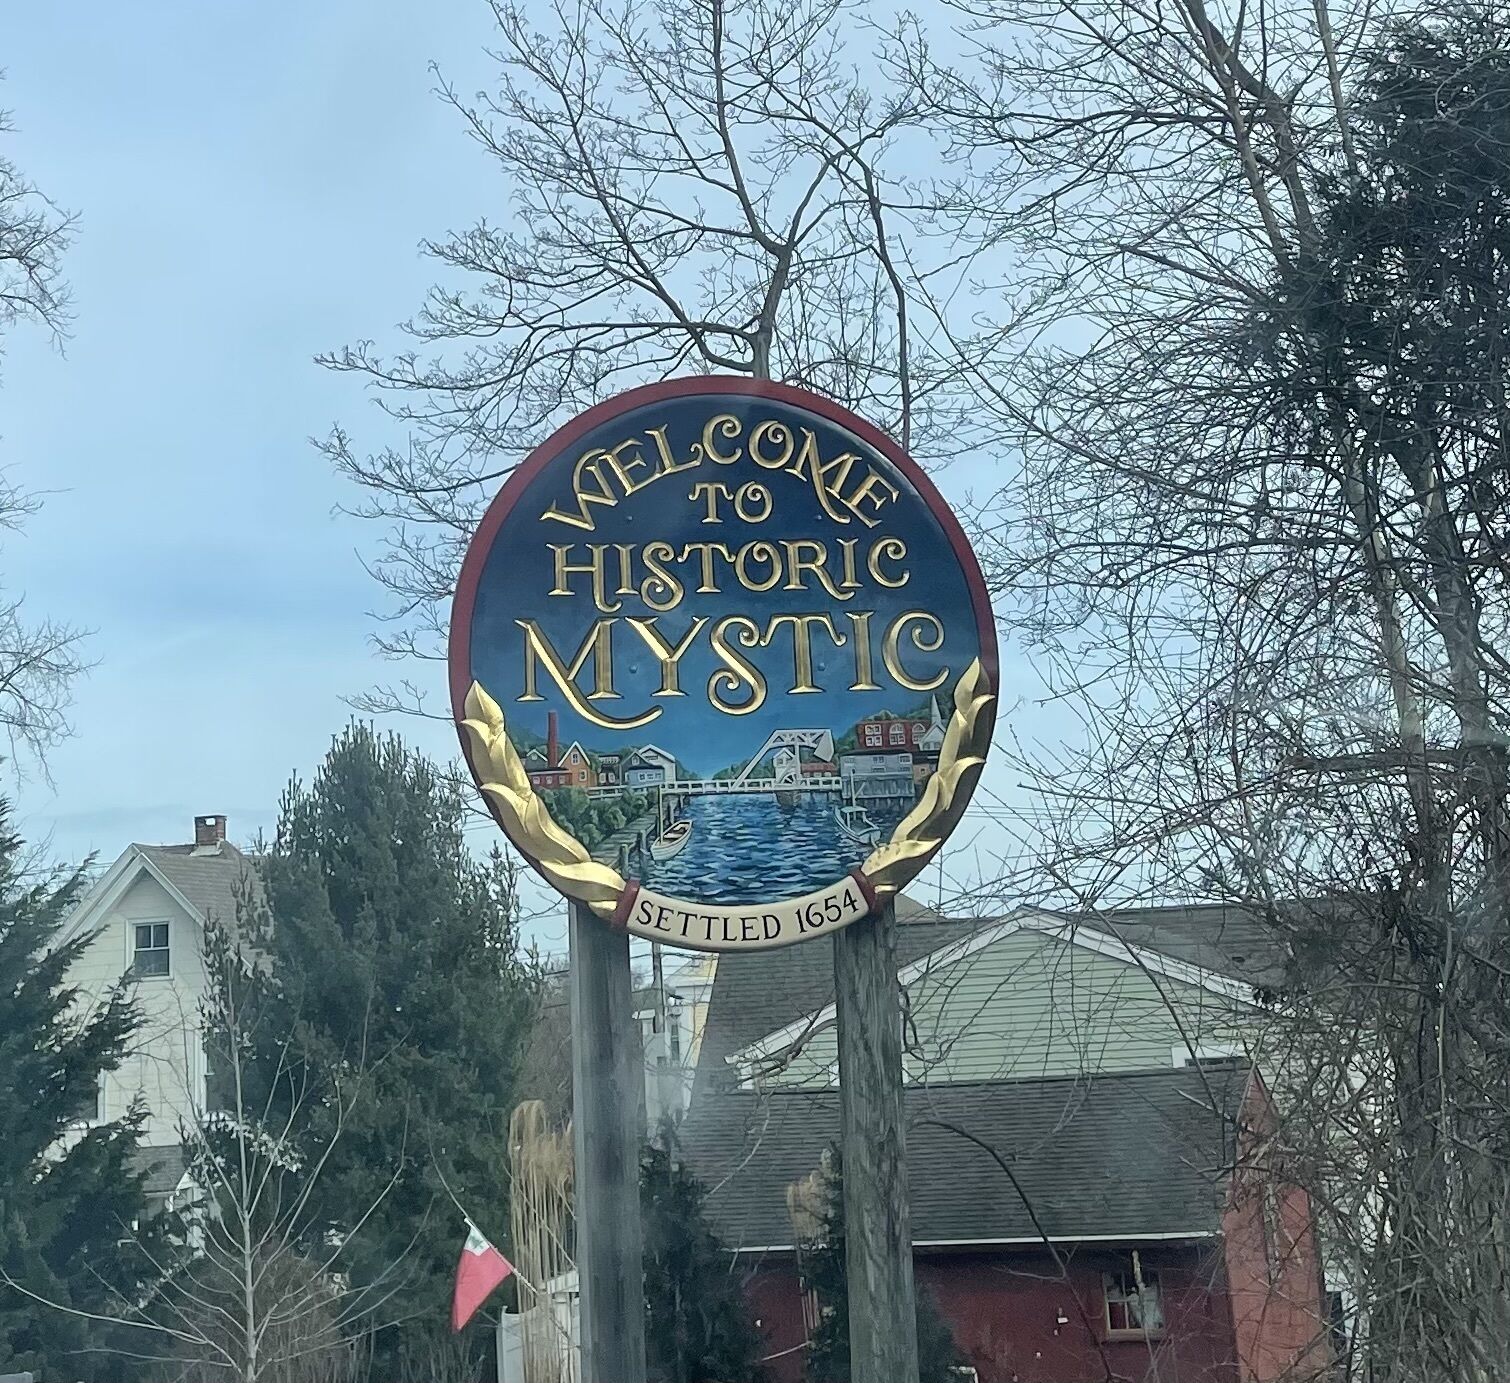 WELCOME
TO
HISTORIC
MYSTIC
SETTLED 1654